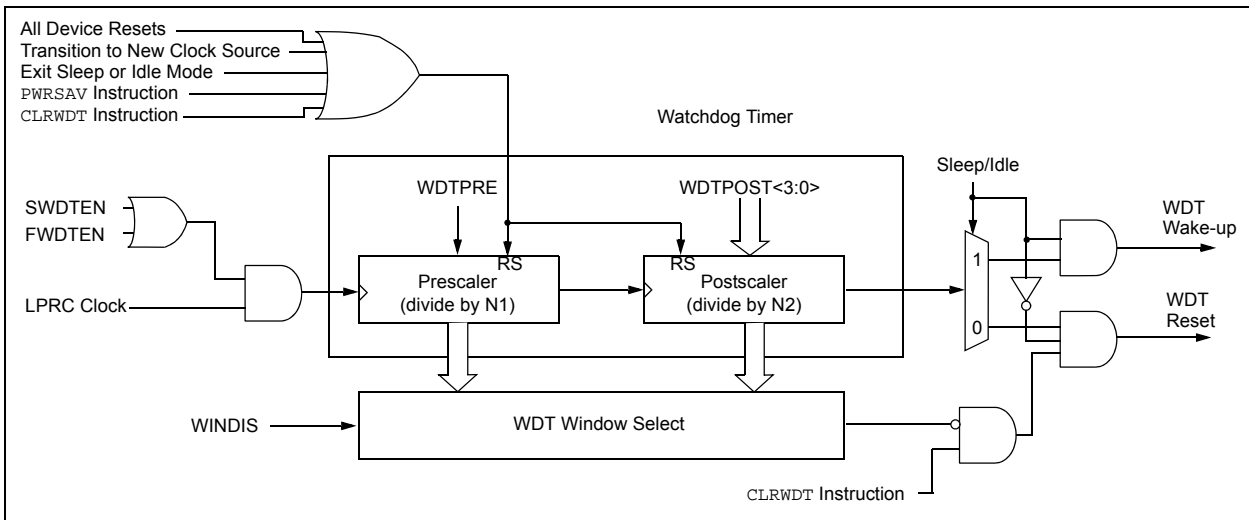 All Device Resets
Transition to New Clock Source
Exit Sleep or Idle Mode
PWRSAV Instruction
CLRWDT Instruction
Watchdog Timer
Sleep/Idle
WDTPRE
WDTPOST<3:0>
SWDTEN
FWDTEN
WDT
Wake-up
RS
RS
1
Prescaler
(divide by N1)
Postscaler
(divide by N2)
LPRC Clock
WDT
Reset
0
WINDIS
WDT Window Select
CLRWDT Instruction